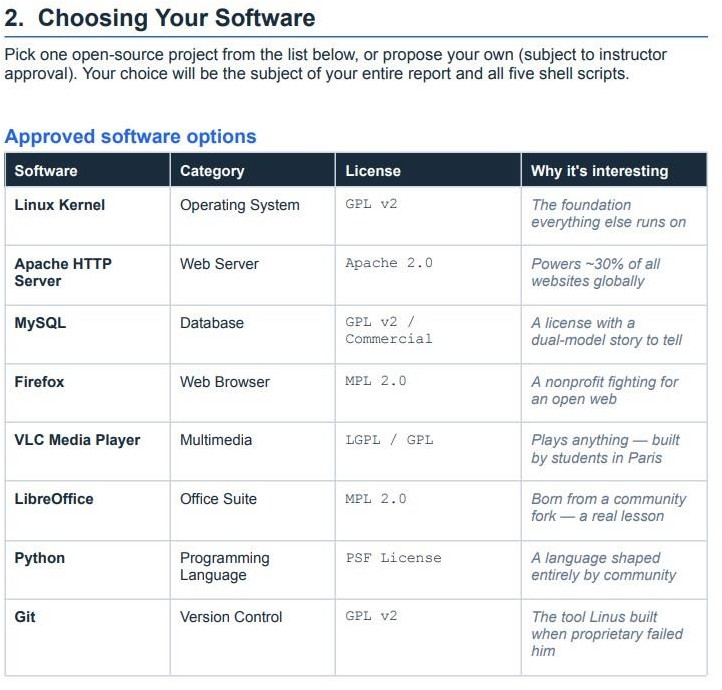 2. Choosing Your Software
Pick one open-source project from the list below, or propose your own (subject to instructor
approval). Your choice will be the subject of your entire report and all five shell scripts.
Approved software options
Software Category License Why it's interesting
Linux Kernel Operating System GPL v2 The foundation
everything else runs on
Apache HTTP Web Server Apache 2.0 Powers ~30% of all
Server websites globally
MySQL Database GPL v2 / A license with a
Commercial dual-model story to tell
Firefox Web Browser MPL 2.0 A nonprofit fighting for
an open web
VLC Media Player Multimedia LGPL / GPL Plays anything — built
by students in Paris
LibreOffice Office Suite MPL 2.0 Born from a community
fork — a real lesson
Python Programming PSF License A language shaped
Language entirely by community
Git Version Control GPL v2 The tool Linus built
when proprietary failed
him